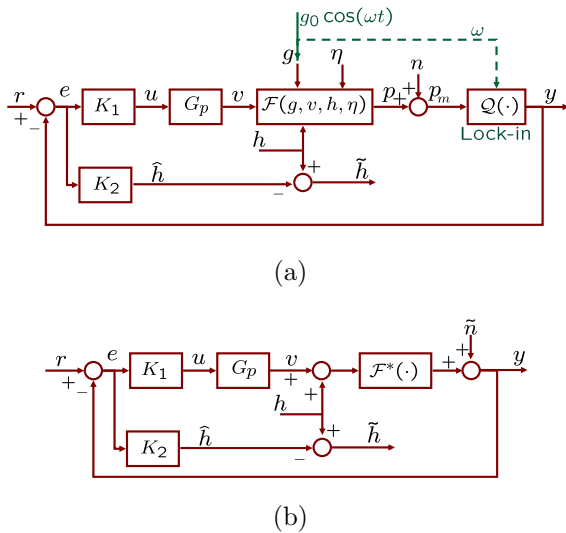 g₀ cos(ωt)
ω
g η n
r e K₁ u G_p v 𝓕(g, v, h, η) p p_m 𝒬(·) y
+ − + +
Lock-in
h
K₂ ĥ − + h̃
(a)
ñ
r e K₁ u G_p v 𝓕*(·) y
+ − + + + +
h
K₂ ĥ − + h̃
(b)